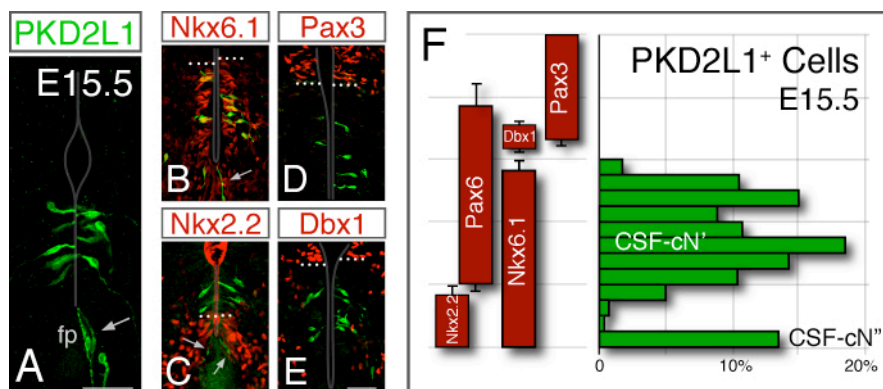 PKD2L1
E15.5
fp
A
Nkx6.1
B
Pax3
D
Nkx2.2
C
Dbx1
E
F
Nkx2.2
Pax6
Dbx1
Nkx6.1
Pax3
PKD2L1⁺ Cells
E15.5
CSF-cN'
CSF-cN"
0 10% 20%